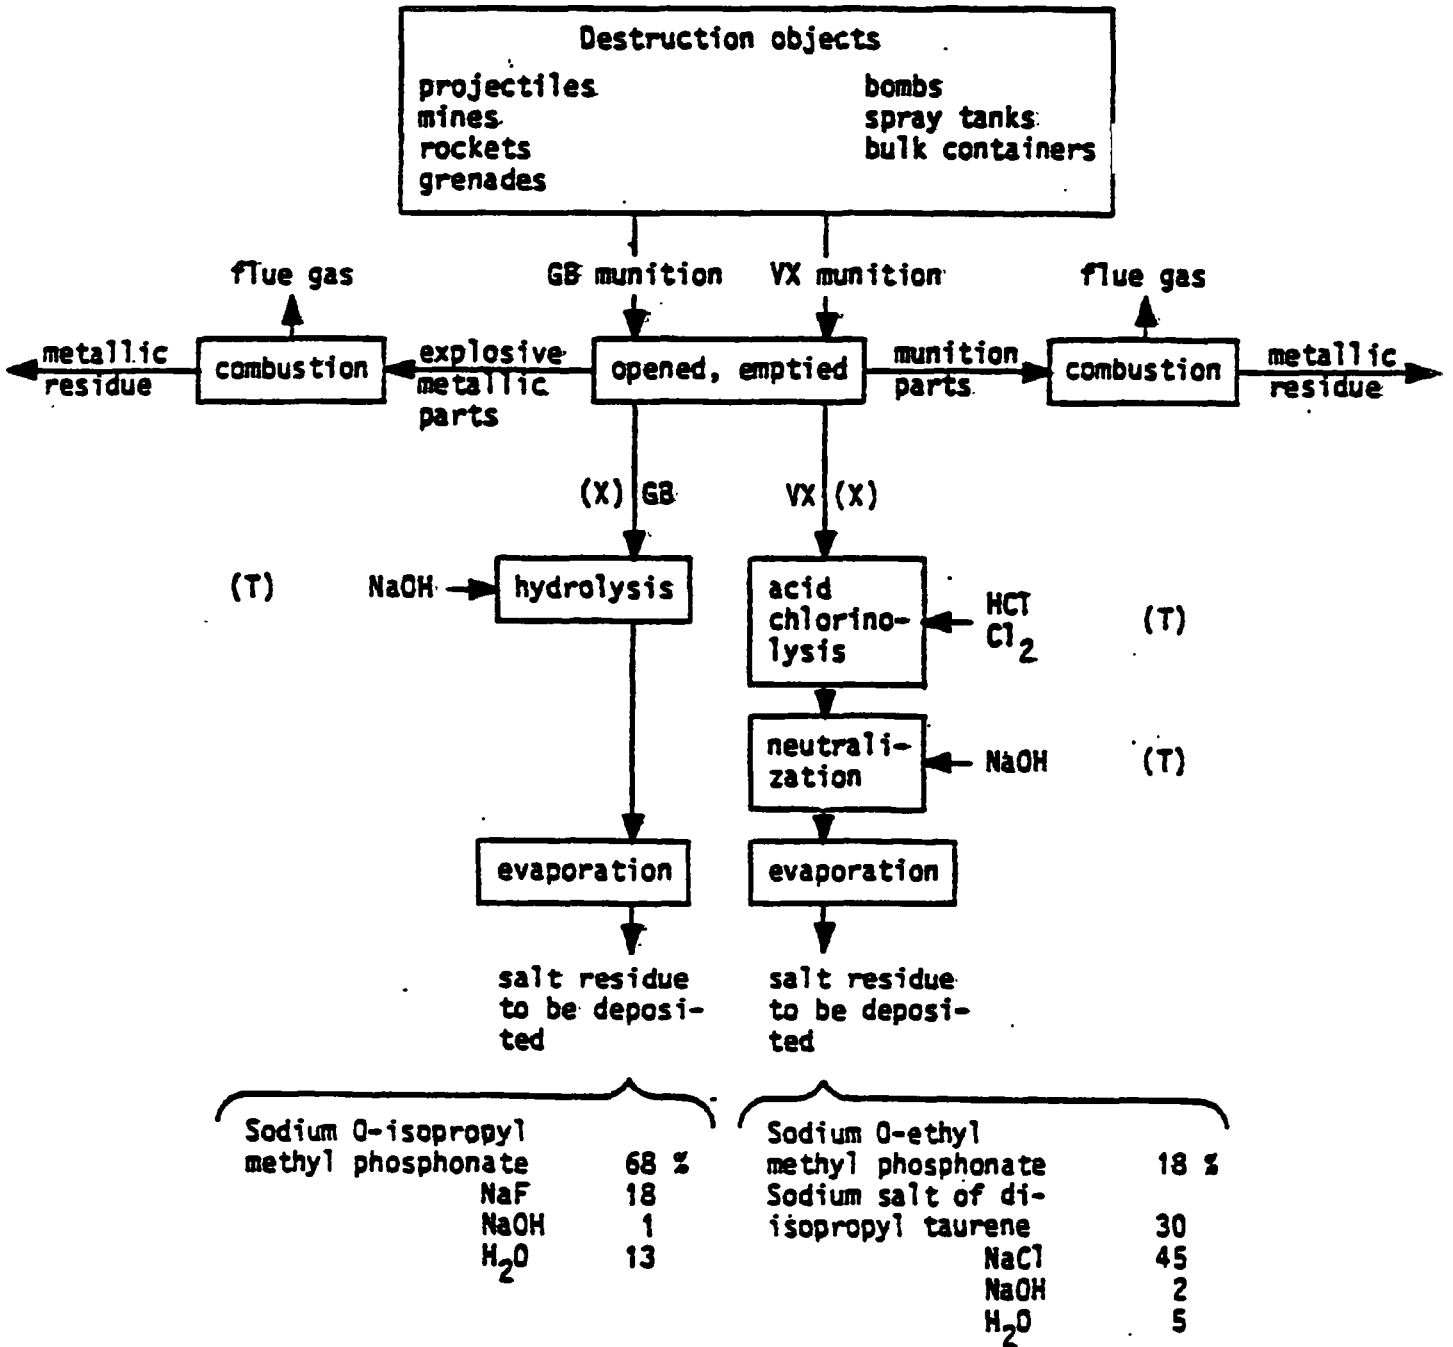 Destruction objects
projectiles bombs
mines spray tanks
rockets bulk containers
grenades
flue gas GB munition VX munition flue gas
metallic residue
combustion
explosive metallic parts
opened, emptied
munition parts
combustion
metallic residue
(X) GB VX (X)
(T) NaOH hydrolysis
acid
chlorino-
lysis
HCl
Cl2
(T)
neutrali-
zation
NaOH (T)
evaporation evaporation
salt residue
to be deposi-
ted
salt residue
to be deposi-
ted
Sodium O-isopropyl
methyl phosphonate 68 %
NaF 18
NaOH 1
H2O 13
Sodium O-ethyl
methyl phosphonate 18 %
Sodium salt of di-
isopropyl taurene 30
NaCl 45
NaOH 2
H2O 5